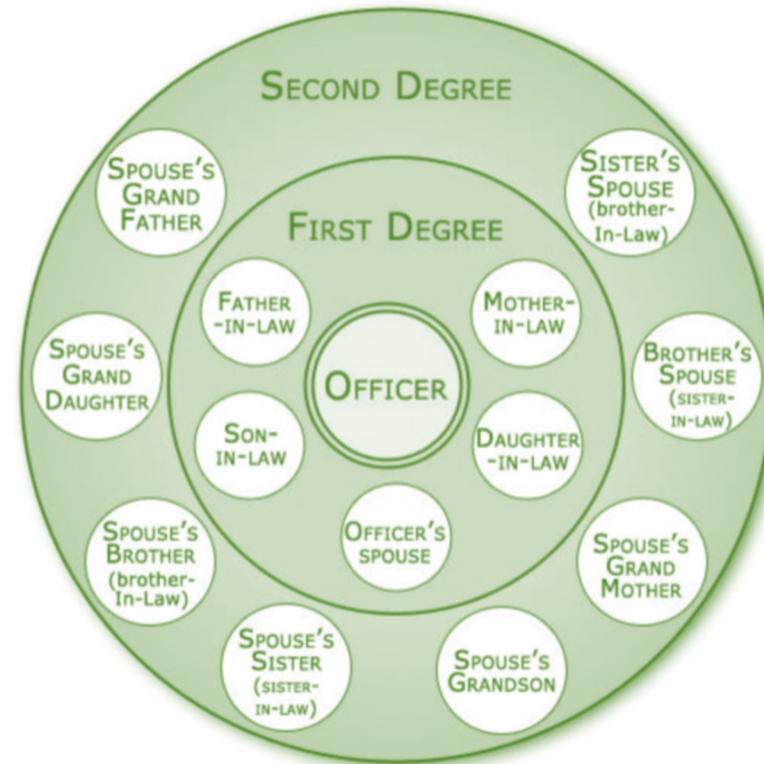 SECOND DEGREE
SPOUSE'S
GRAND
FATHER
SISTER'S
SPOUSE
(brother-
In-Law)
FIRST DEGREE
FATHER
-IN-LAW
MOTHER-
IN-LAW
SPOUSE'S
GRAND
DAUGHTER
OFFICER
BROTHER'S
SPOUSE
(SISTER-
IN-LAW)
SON-
IN-LAW
DAUGHTER
-IN-LAW
SPOUSE'S
BROTHER
(brother-
In-Law)
OFFICER'S
SPOUSE
SPOUSE'S
GRAND
MOTHER
SPOUSE'S
SISTER
(SISTER-
IN-LAW)
SPOUSE'S
GRANDSON